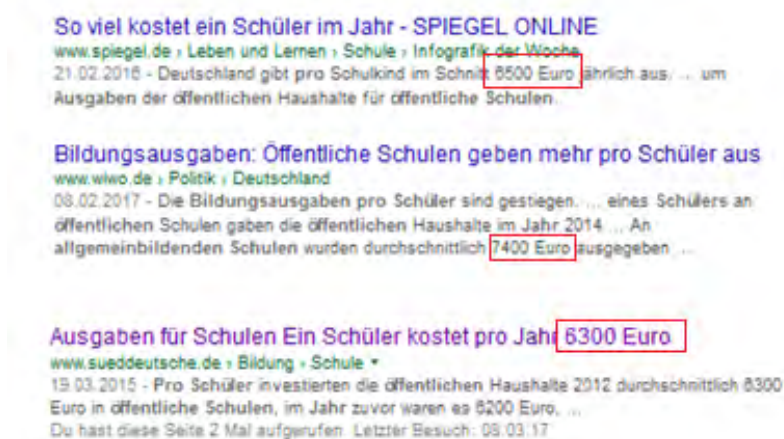 So viel kostet ein Schüler im Jahr - SPIEGEL ONLINE
www.spiegel.de › Leben und Lernen › Schule › Infografik der Woche
21.02.2016 - Deutschland gibt pro Schulkind im Schnitt 6500 Euro jährlich aus. ... um
Ausgaben der öffentlichen Haushalte für öffentliche Schulen.
Bildungsausgaben: Öffentliche Schulen geben mehr pro Schüler aus
www.wiwo.de › Politik › Deutschland
08.02.2017 - Die Bildungsausgaben pro Schüler sind gestiegen. ... eines Schülers an
öffentlichen Schulen gaben die öffentlichen Haushalte im Jahr 2014 ... An
allgemeinbildenden Schulen wurden durchschnittlich 7400 Euro ausgegeben ...
Ausgaben für Schulen Ein Schüler kostet pro Jahr 6300 Euro
www.sueddeutsche.de › Bildung › Schule
19.03.2015 - Pro Schüler investierten die öffentlichen Haushalte 2012 durchschnittlich 6300
Euro in öffentliche Schulen, im Jahr zuvor waren es 6200 Euro. ...
Du hast diese Seite 2 Mal aufgerufen. Letzter Besuch: 08.03.17